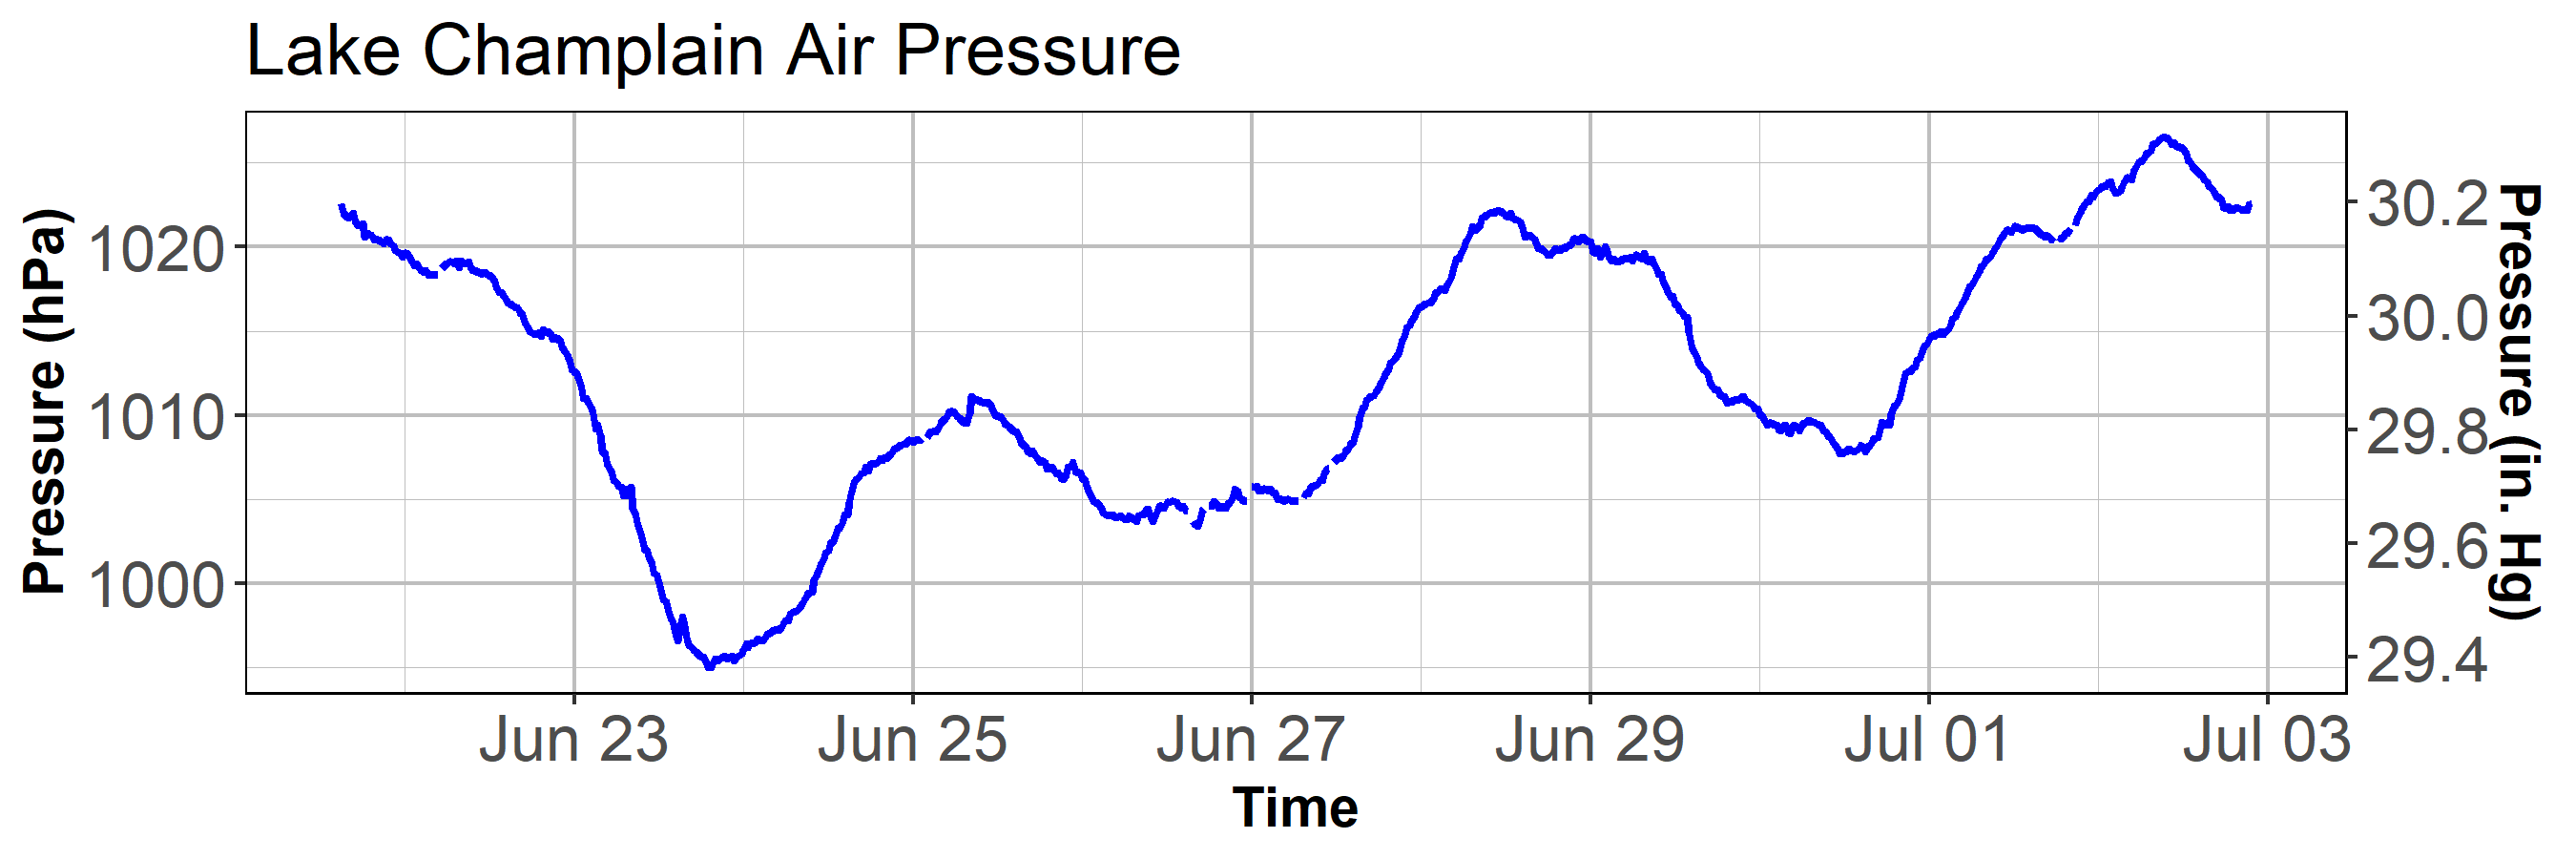 Lake Champlain Air Pressure
Pressure (hPa)
1020
1010
1000
30.2
30.0
29.8
29.6
29.4
Pressure (in. Hg)
Jun 23 Jun 25 Jun 27 Jun 29 Jul 01 Jul 03
Time